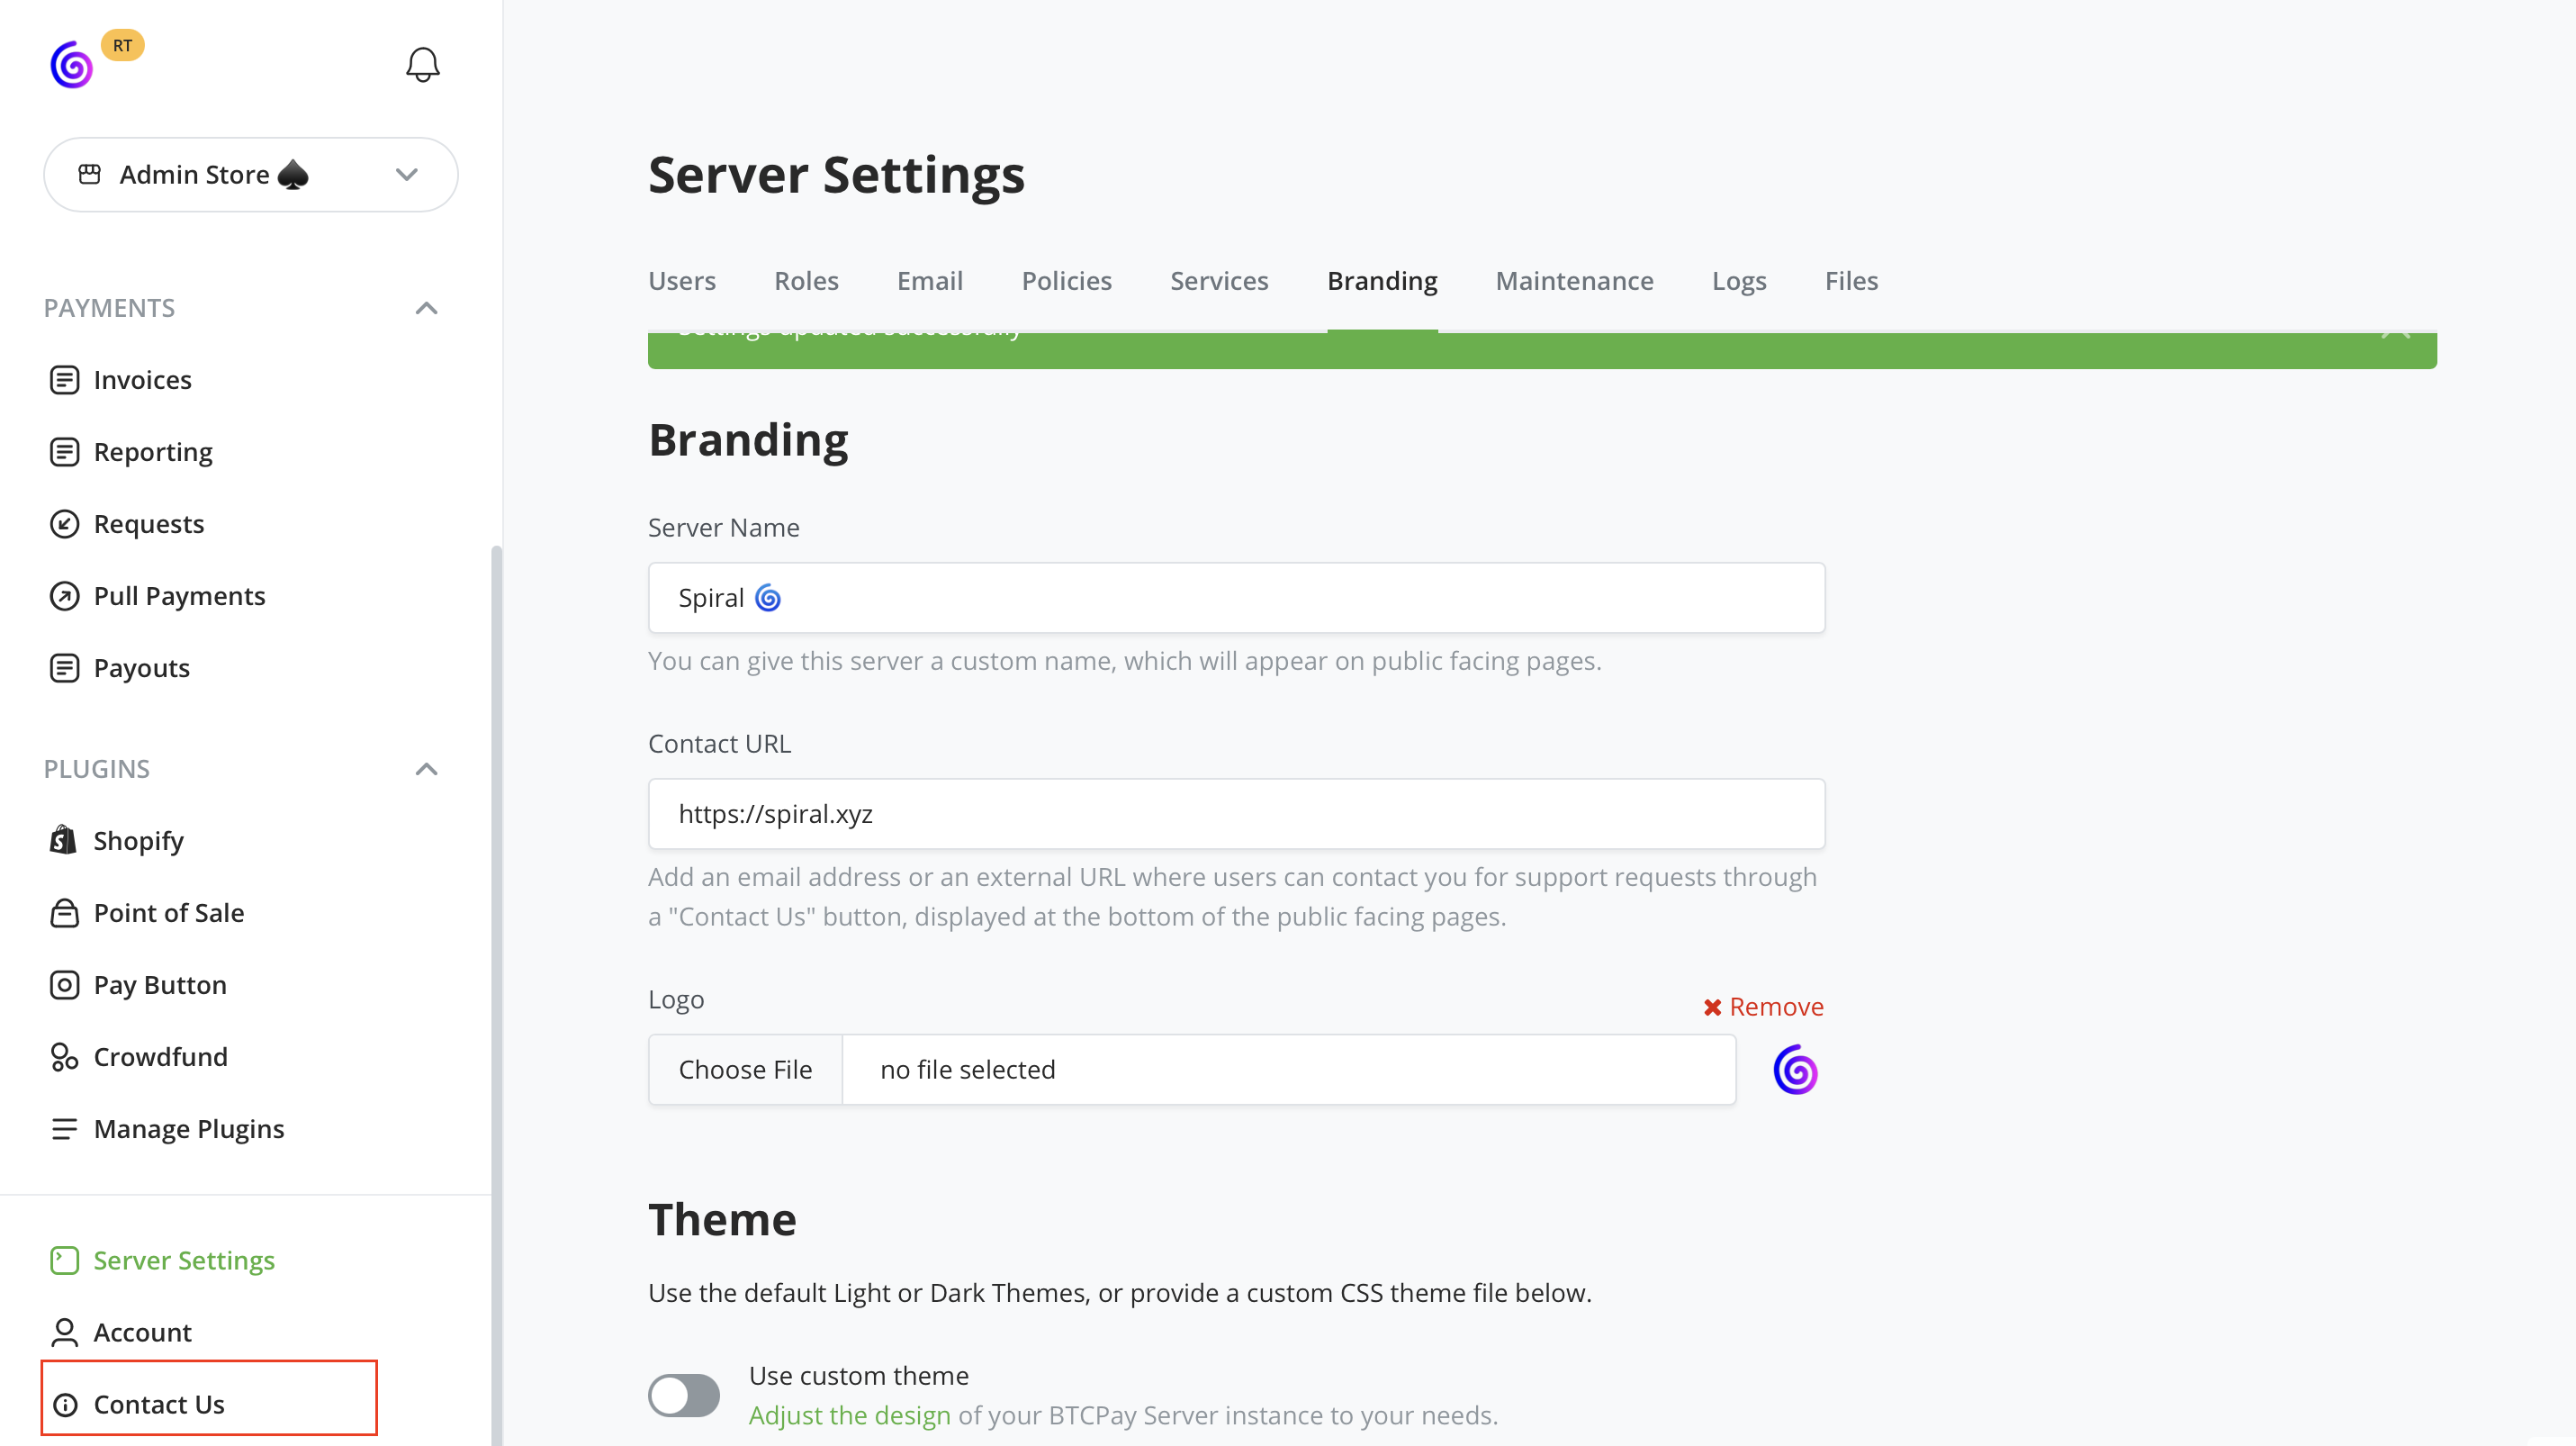 RT
Admin Store ♠️
PAYMENTS
Invoices
Reporting
Requests
Pull Payments
Payouts
PLUGINS
Shopify
Point of Sale
Pay Button
Crowdfund
Manage Plugins
Server Settings
Account
Contact Us
Server Settings
Users Roles Email Policies Services Branding Maintenance Logs Files
Settings updated successfully
Branding
Server Name
Spiral 🌀
You can give this server a custom name, which will appear on public facing pages.
Contact URL
https://spiral.xyz
Add an email address or an external URL where users can contact you for support requests through
a "Contact Us" button, displayed at the bottom of the public facing pages.
Logo
Remove
Choose File no file selected
Theme
Use the default Light or Dark Themes, or provide a custom CSS theme file below.
Use custom theme
Adjust the design of your BTCPay Server instance to your needs.